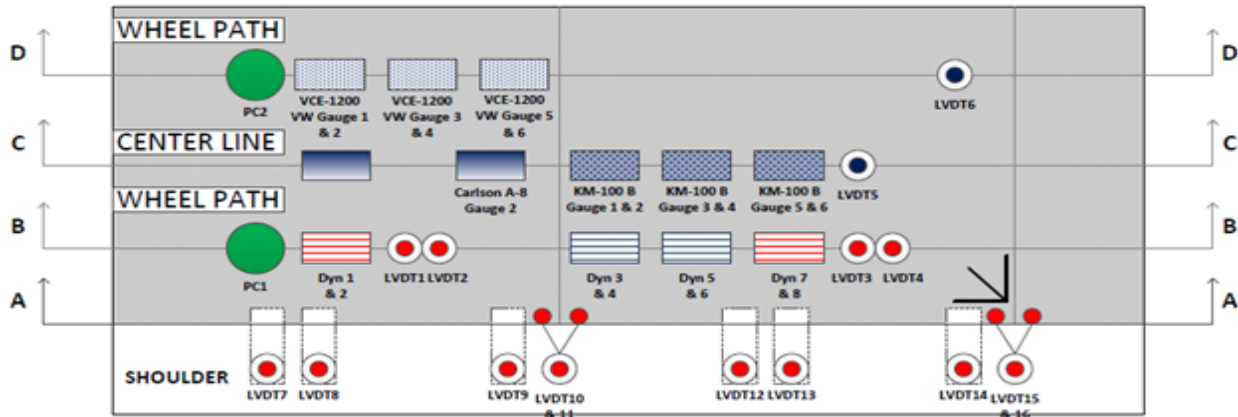 WHEEL PATH
D
D
PC2
VCE-1200
VW Gauge 1
& 2
VCE-1200
VW Gauge 3
& 4
VCE-1200
VW Gauge 5
& 6
LVDT6
C
CENTER LINE
C
Carlson A-8
Gauge 2
KM-100 B
Gauge 1 & 2
KM-100 B
Gauge 3 & 4
KM-100 B
Gauge 5 & 6
LVDT5
WHEEL PATH
B
B
PC1
Dyn 1
& 2
LVDT1
LVDT2
Dyn 3
& 4
Dyn 5
& 6
Dyn 7
& 8
LVDT3
LVDT4
A
A
SHOULDER
LVDT7
LVDT8
LVDT9
LVDT10
& 11
LVDT12
LVDT13
LVDT14
LVDT15
& 16